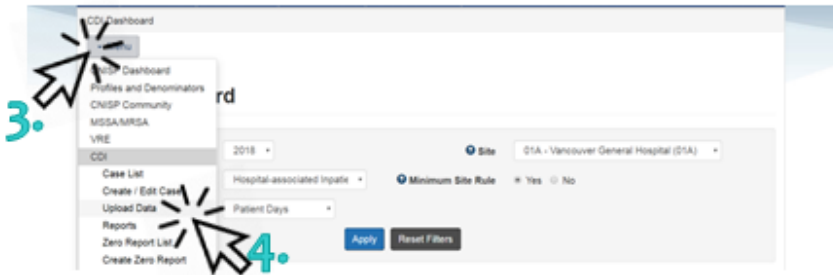 CDI Dashboard
CNISP Dashboard
Profiles and Denominators
CNISP Community
rd
3.
MSSA/MRSA
VRE
CDI
2018
Site
01A - Vancouver General Hospital (01A)
Case List
Hospital-associated Inpatie
Minimum Site Rule
Yes
No
Create / Edit Case
Upload Data
Patient Days
Reports
Zero Report List
4.
Apply
Reset Filters
Create Zero Report